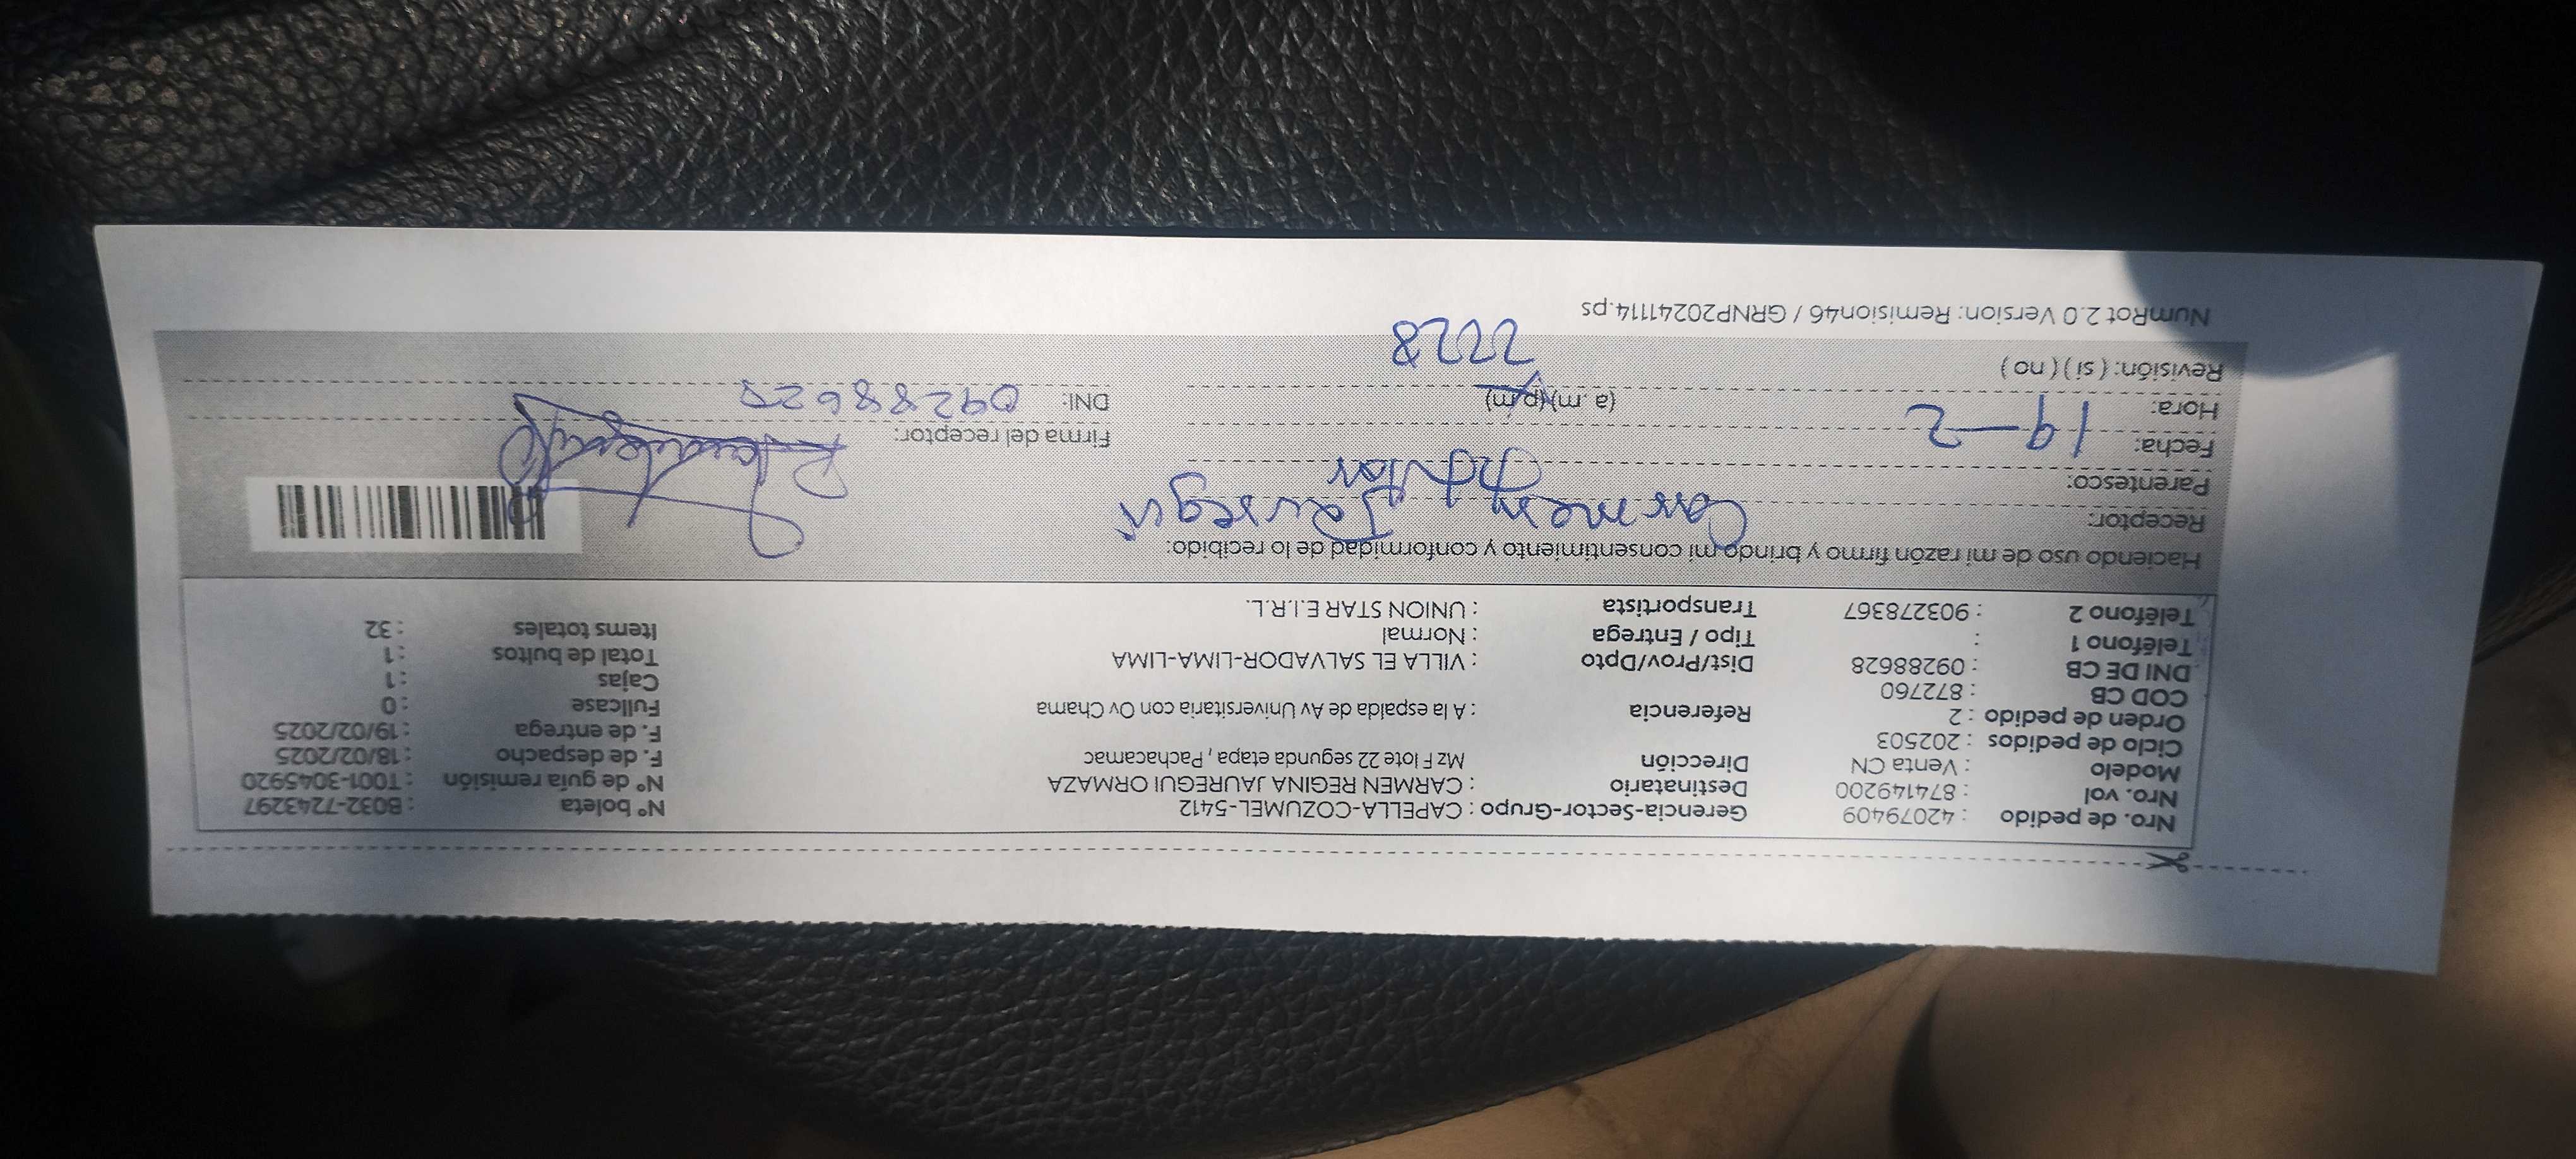 Nro. de pedido : 42079409 Gerencia-Sector-Grupo : CAPELLA-COZUMEL-5412 N° boleta : B032-7243297
Nro. vol : 874149200 Destinatario : CARMEN REGINA JAUREGUI ORMAZA N° de guía remisión : T001-3045920
Modelo : Venta CN Dirección Mz F lote 22 segunda etapa , Pachacamac F. de despacho : 18/02/2025
Ciclo de pedidos : 202503 F. de entrega : 19/02/2025
Orden de pedido : 2 Referencia : A la espalda de Av Universitaria con Ov Chama Fullcase : 0
COD CB : 872760 Cajas : 1
DNI DE CB : 09288628 Dist/Prov/Dpto : VILLA EL SALVADOR-LIMA-LIMA Total de bultos : 1
Teléfono 1 : Tipo / Entrega : Normal Items totales : 32
Teléfono 2 : 903278367 Transportista : UNION STAR E.I.R.L.
Haciendo uso de mi razón firmo y brindo mi consentimiento y conformidad de lo recibido:
Receptor: Carmen Jauregui
Parentesco:
Fecha: 19-2 Firma del receptor:
Hora: (a .m)(p.m) DNI: 09288628
Revisión: ( si ) ( no ) 2228
NumRot 2.0 Version: Remision46 / GRNP20241114.ps